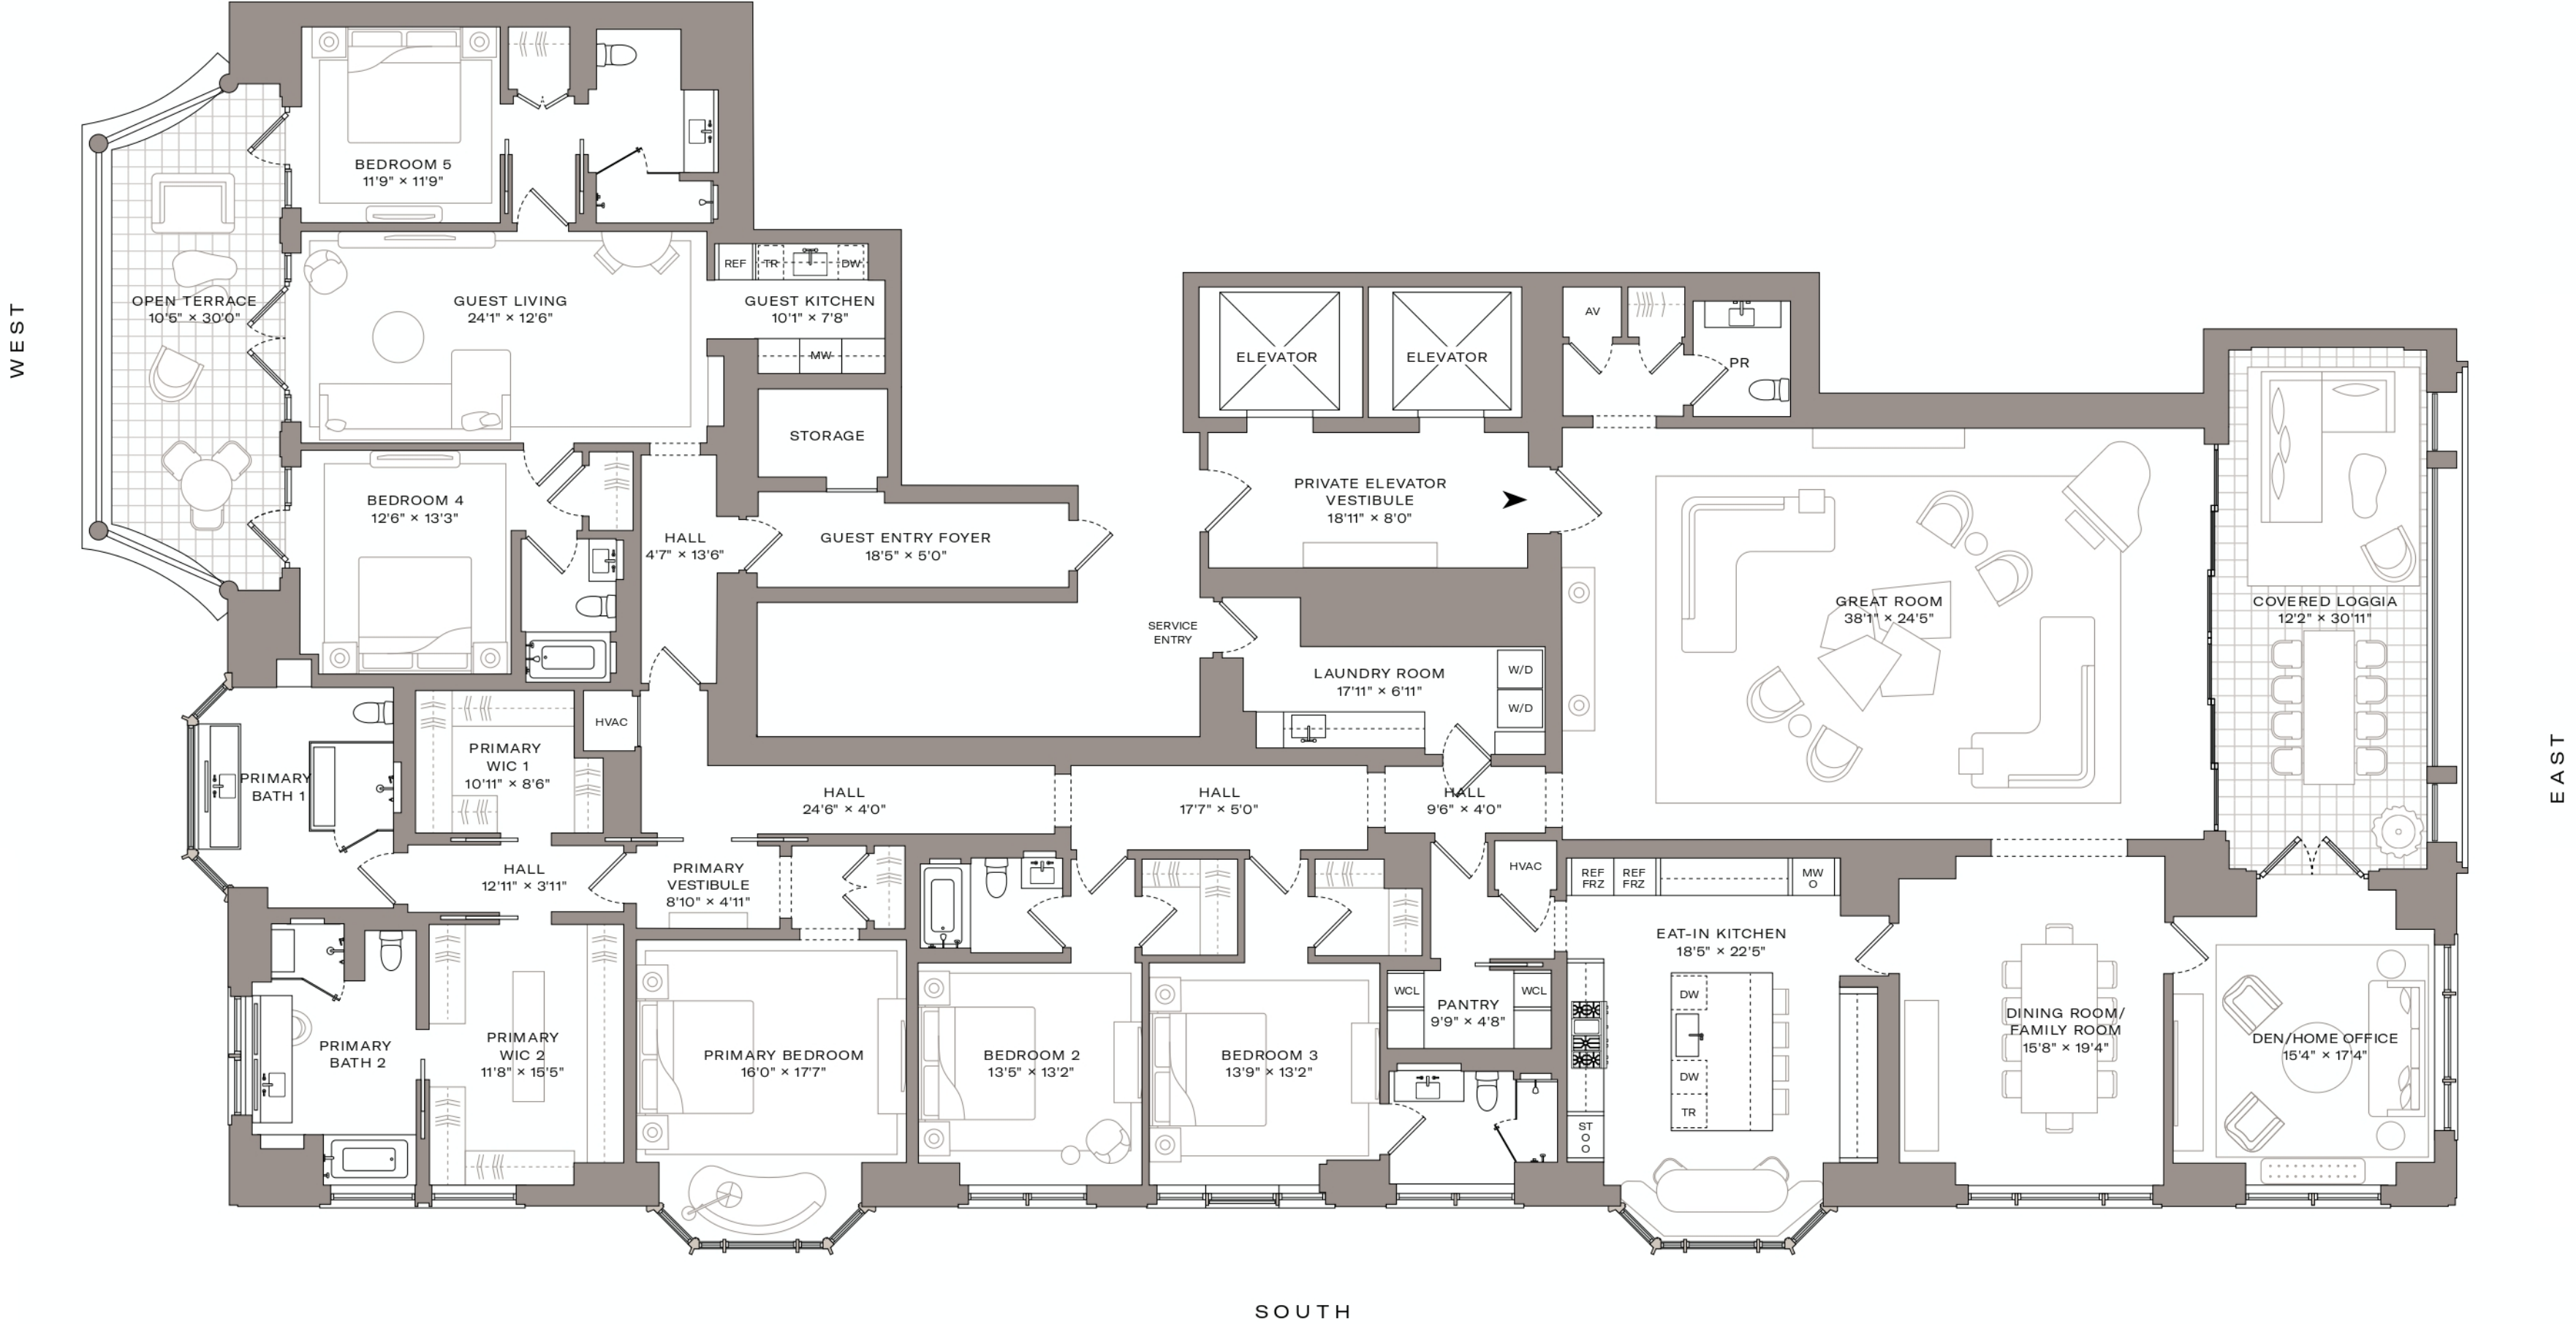 BEDROOM 5
11'9" × 11'9"
REF
TR
DW
OPEN TERRACE
10'5" × 30'0"
GUEST LIVING
24'1" × 12'6"
GUEST KITCHEN
10'1" × 7'8"
MW
WEST
ELEVATOR
ELEVATOR
AV
PR
STORAGE
BEDROOM 4
12'6" × 13'3"
PRIVATE ELEVATOR
VESTIBULE
18'11" × 8'0"
HALL
4'7" × 13'6"
GUEST ENTRY FOYER
18'5" × 5'0"
GREAT ROOM
38'1" × 24'5"
COVERED LOGGIA
12'2" × 30'11"
SERVICE
ENTRY
LAUNDRY ROOM
17'11" × 6'11"
W/D
W/D
HVAC
PRIMARY
WIC 1
10'11" × 8'6"
PRIMARY
BATH 1
HALL
24'6" × 4'0"
HALL
17'7" × 5'0"
HALL
9'6" × 4'0"
EAST
HALL
12'11" × 3'11"
PRIMARY
VESTIBULE
8'10" × 4'11"
HVAC
REF
FRZ
REF
FRZ
MW
O
EAT-IN KITCHEN
18'5" × 22'5"
WCL
WCL
PANTRY
9'9" × 4'8"
DW
DW
TR
ST
O
O
DINING ROOM/
FAMILY ROOM
15'8" × 19'4"
DEN/HOME OFFICE
15'4" × 17'4"
PRIMARY
BATH 2
PRIMARY
WIC 2
11'8" × 15'5"
PRIMARY BEDROOM
16'0" × 17'7"
BEDROOM 2
13'5" × 13'2"
BEDROOM 3
13'9" × 13'2"
SOUTH